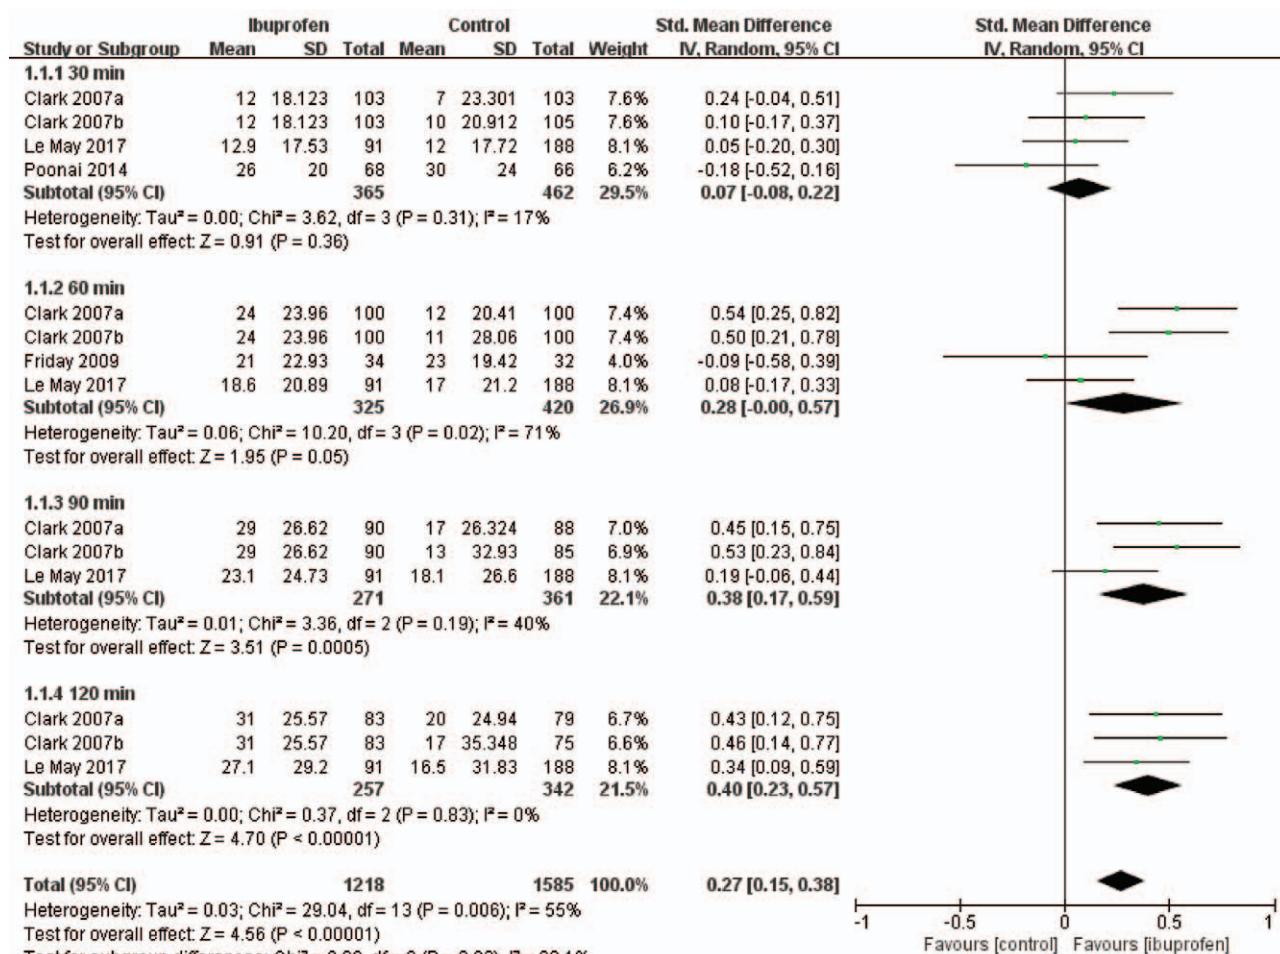 Ibuprofen Control Std. Mean Difference Std. Mean Difference
Study or Subgroup Mean SD Total Mean SD Total Weight IV, Random, 95% CI IV, Random, 95% CI
1.1.1 30 min
Clark 2007a 12 18.123 103 7 23.301 103 7.6% 0.24 [-0.04, 0.51]
Clark 2007b 12 18.123 103 10 20.912 105 7.6% 0.10 [-0.17, 0.37]
Le May 2017 12.9 17.53 91 12 17.72 188 8.1% 0.05 [-0.20, 0.30]
Poonai 2014 26 20 68 30 24 66 6.2% -0.18 [-0.52, 0.16]
Subtotal (95% CI) 365 462 29.5% 0.07 [-0.08, 0.22]
Heterogeneity: Tau² = 0.00; Chi² = 3.62, df = 3 (P = 0.31); I² = 17%
Test for overall effect: Z = 0.91 (P = 0.36)
1.1.2 60 min
Clark 2007a 24 23.96 100 12 20.41 100 7.4% 0.54 [0.25, 0.82]
Clark 2007b 24 23.96 100 11 28.06 100 7.4% 0.50 [0.21, 0.78]
Friday 2009 21 22.93 34 23 19.42 32 4.0% -0.09 [-0.58, 0.39]
Le May 2017 18.6 20.89 91 17 21.2 188 8.1% 0.08 [-0.17, 0.33]
Subtotal (95% CI) 325 420 26.9% 0.28 [-0.00, 0.57]
Heterogeneity: Tau² = 0.06; Chi² = 10.20, df = 3 (P = 0.02); I² = 71%
Test for overall effect: Z = 1.95 (P = 0.05)
1.1.3 90 min
Clark 2007a 29 26.62 90 17 26.324 88 7.0% 0.45 [0.15, 0.75]
Clark 2007b 29 26.62 90 13 32.93 85 6.9% 0.53 [0.23, 0.84]
Le May 2017 23.1 24.73 91 18.1 26.6 188 8.1% 0.19 [-0.06, 0.44]
Subtotal (95% CI) 271 361 22.1% 0.38 [0.17, 0.59]
Heterogeneity: Tau² = 0.01; Chi² = 3.36, df = 2 (P = 0.19); I² = 40%
Test for overall effect: Z = 3.51 (P = 0.0005)
1.1.4 120 min
Clark 2007a 31 25.57 83 20 24.94 79 6.7% 0.43 [0.12, 0.75]
Clark 2007b 31 25.57 83 17 35.348 75 6.6% 0.46 [0.14, 0.77]
Le May 2017 27.1 29.2 91 16.5 31.83 188 8.1% 0.34 [0.09, 0.59]
Subtotal (95% CI) 257 342 21.5% 0.40 [0.23, 0.57]
Heterogeneity: Tau² = 0.00; Chi² = 0.37, df = 2 (P = 0.83); I² = 0%
Test for overall effect: Z = 4.70 (P < 0.00001)
Total (95% CI) 1218 1585 100.0% 0.27 [0.15, 0.38]
Heterogeneity: Tau² = 0.03; Chi² = 29.04, df = 13 (P = 0.006); I² = 55%
Test for overall effect: Z = 4.56 (P < 0.00001)
-1 -0.5 0 0.5 1
Favours [control] Favours [ibuprofen]